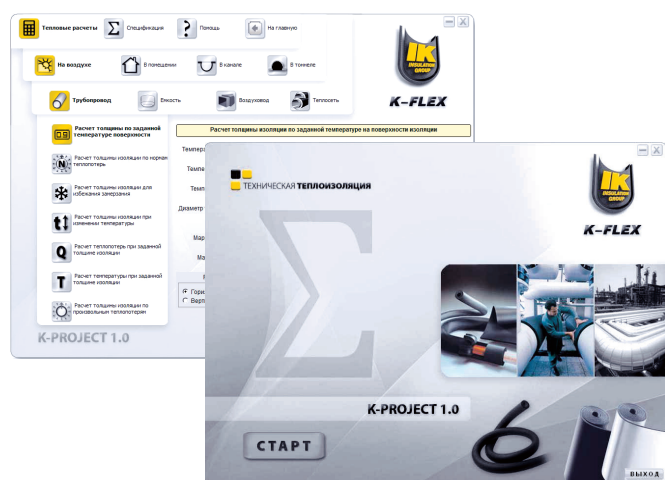 Тепловые расчеты
Спецификация
Помощь
На главную
На воздухе
В помещении
В канале
В тоннеле
Трубопровод
Емкость
Воздуховод
Теплосеть
IK
INSULATION
GROUP
K-FLEX
Расчет толщины по заданной
температуре поверхности
Расчет толщины изоляции по нормам
теплопотерь
Расчет толщины изоляции для
избежания замерзания
Расчет толщины изоляции при
изменении температуры
Q
Расчет теплопотерь при заданной
толщине изоляции
T
Расчет температуры при заданной
толщине изоляции
Расчет толщины изоляции по
произвольным теплопотерям
Расчет толщины изоляции по заданной температуре на поверхности изоляции
Диаметр
K-PROJECT 1.0
ТЕХНИЧЕСКАЯ ТЕПЛОИЗОЛЯЦИЯ
IK
INSULATION
GROUP
K-FLEX
K-PROJECT 1.0
СТАРТ
ВЫХОД